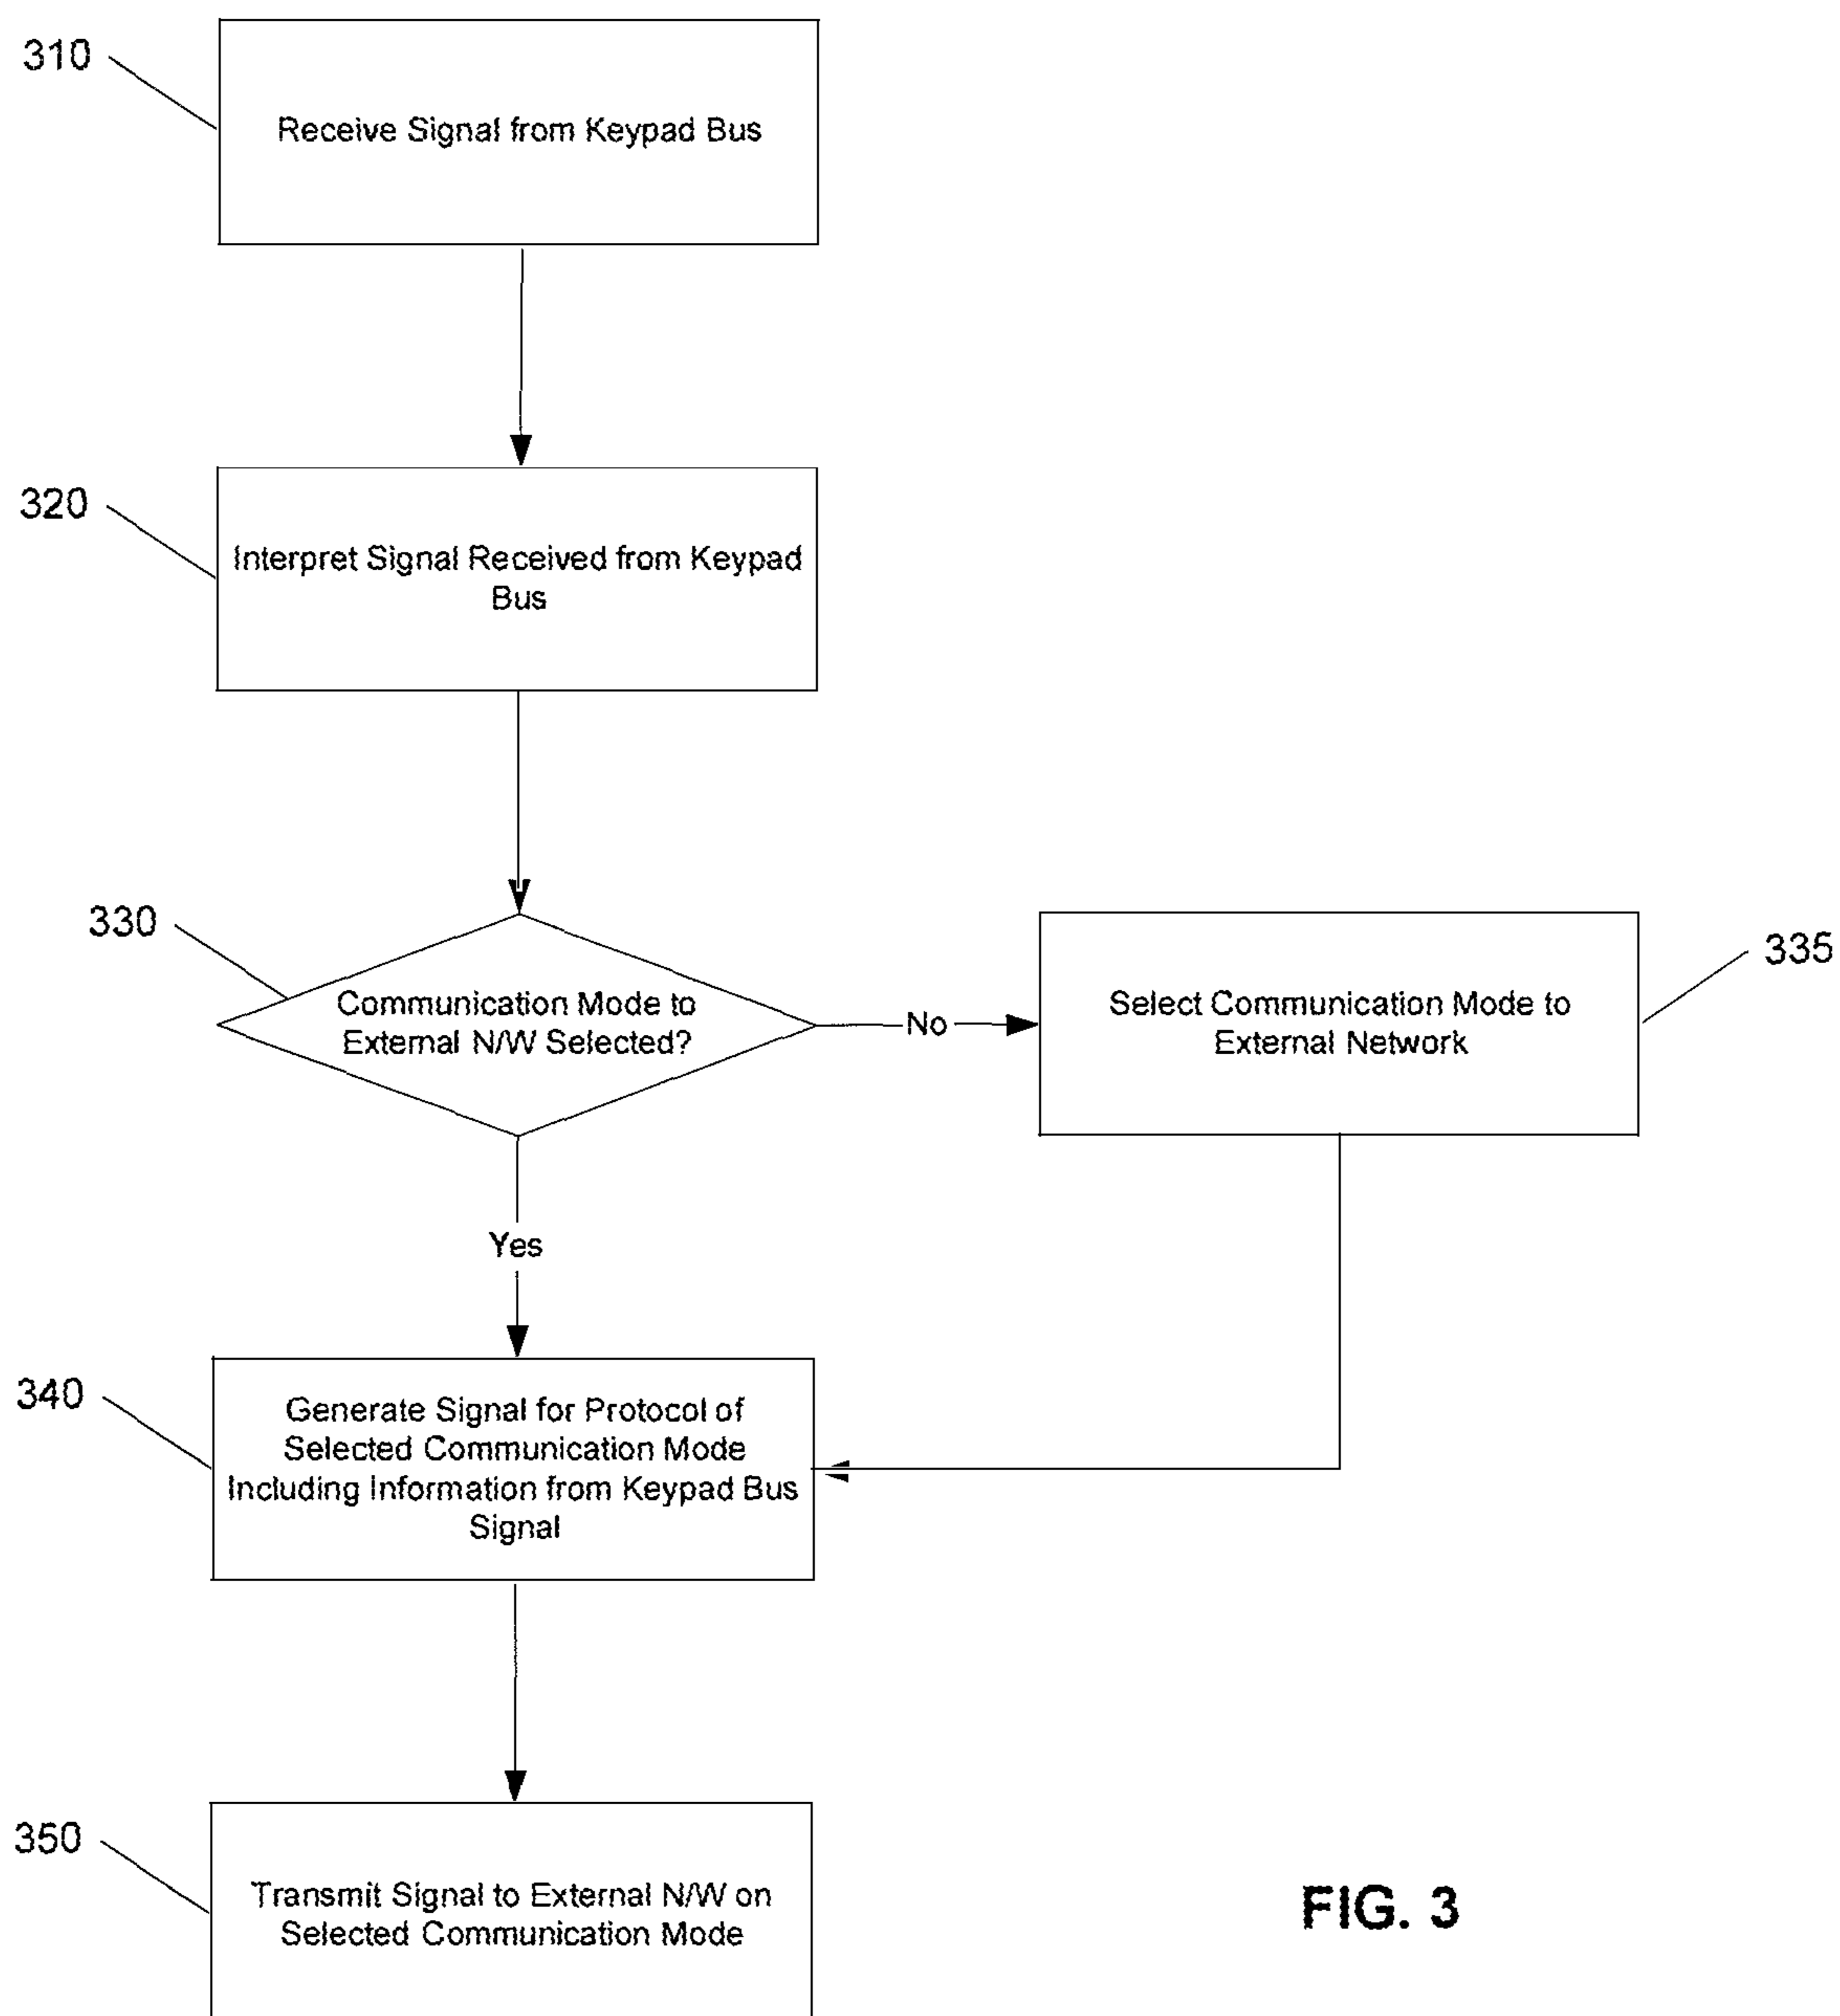 310
Receive Signal from Keypad Bus
320
Interpret Signal Received from Keypad
Bus
330
Communication Mode to
External N/W Selected?
No
335
Select Communication Mode to
External Network
Yes
340
Generate Signal for Protocol of
Selected Communication Mode
Including Information from Keypad Bus
Signal
350
Transmit Signal to External N/W on
Selected Communication Mode
FIG. 3